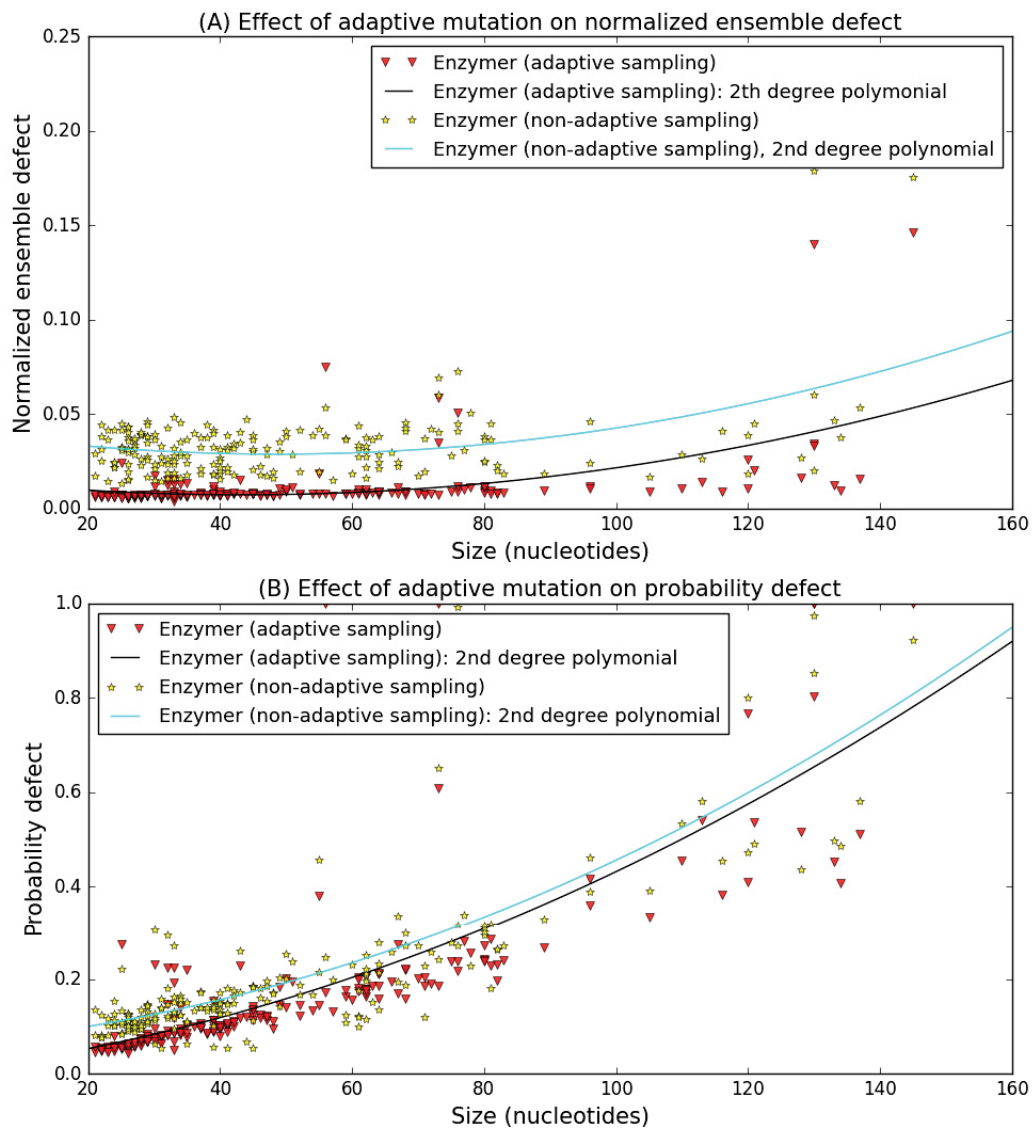 (A) Effect of adaptive mutation on normalized ensemble defect
0.25
0.20
0.15
0.10
0.05
0.00
Normalized ensemble defect
Enzymer (adaptive sampling)
Enzymer (adaptive sampling): 2th degree polymonial
Enzymer (non-adaptive sampling)
Enzymer (non-adaptive sampling), 2nd degree polynomial
20 40 60 80 100 120 140 160
Size (nucleotides)
(B) Effect of adaptive mutation on probability defect
1.0
0.8
0.6
0.4
0.2
0.0
Probability defect
Enzymer (adaptive sampling)
Enzymer (adaptive sampling): 2nd degree polymonial
Enzymer (non-adaptive sampling)
Enzymer (non-adaptive sampling): 2nd degree polynomial
20 40 60 80 100 120 140 160
Size (nucleotides)